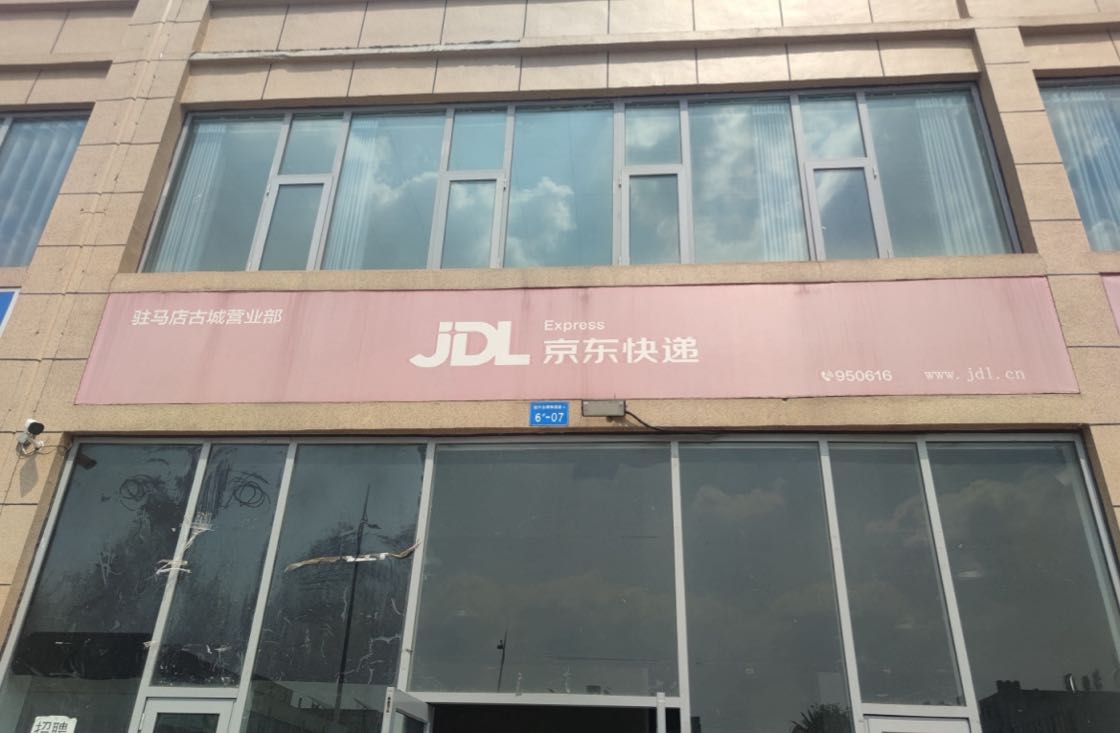 驻马店古城营业部
JDL
Express
京东快递
950616
www.jdl.cn
6#-07
招聘